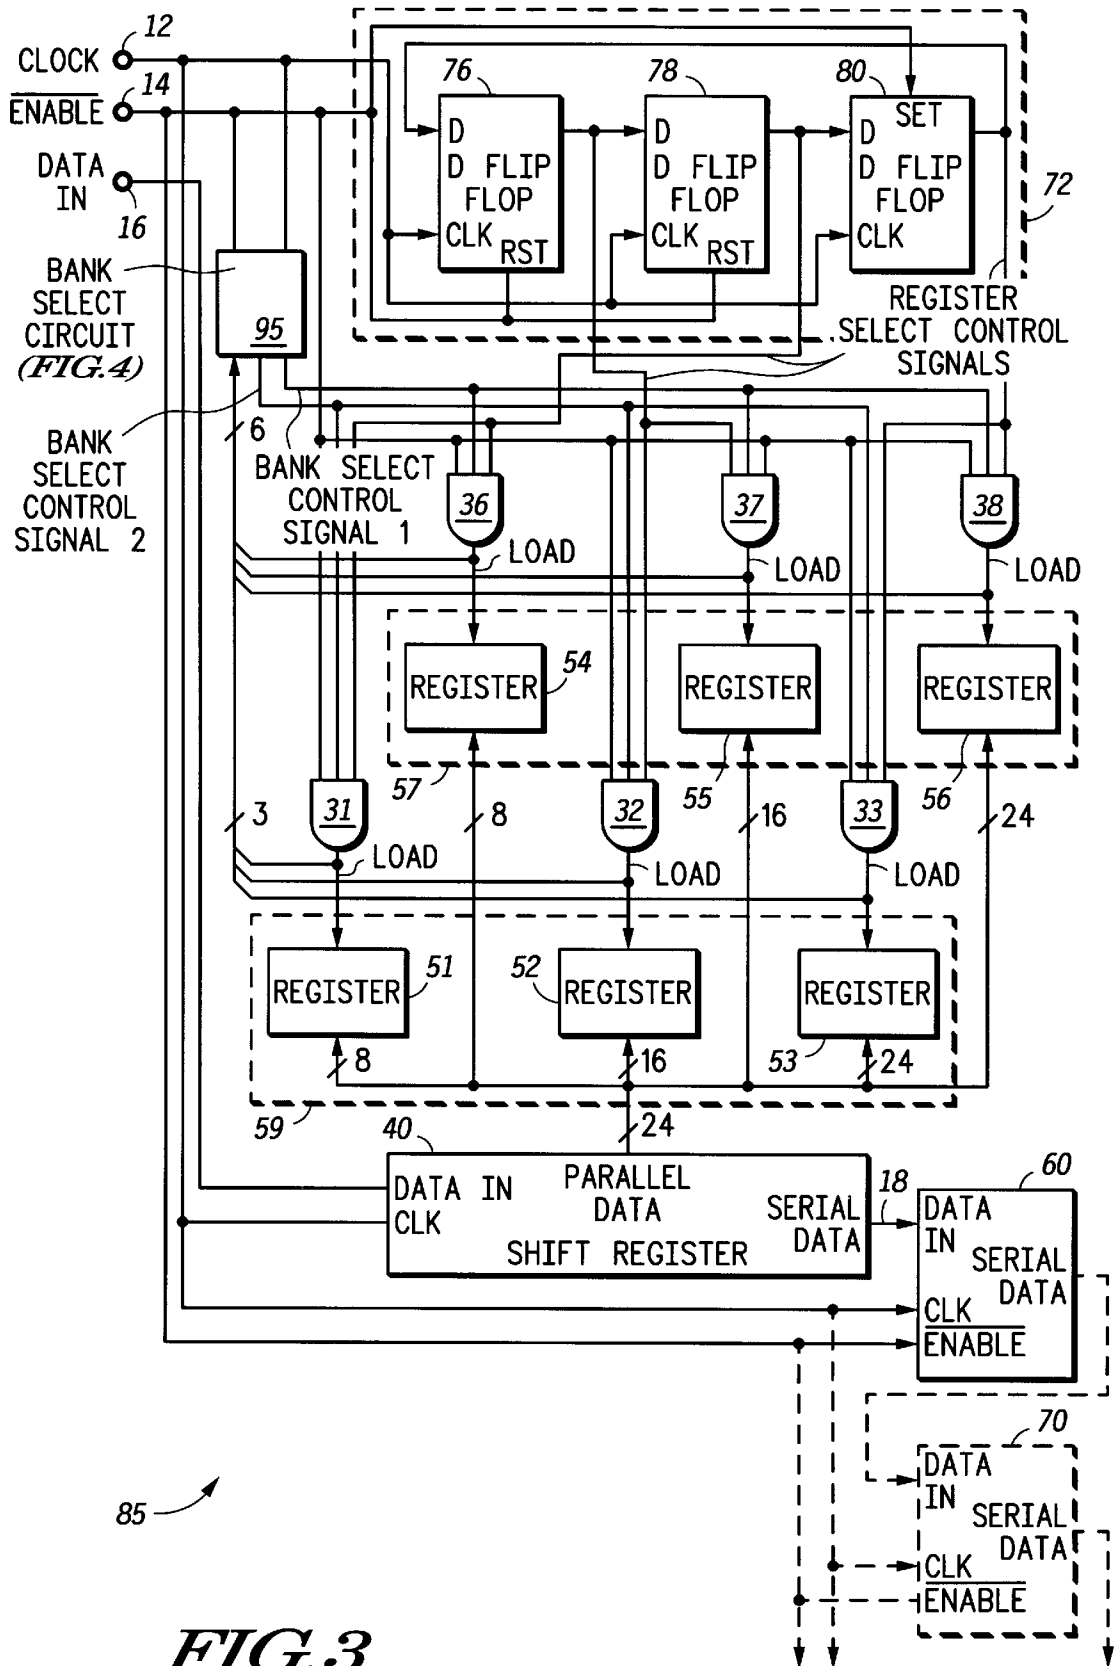 12
CLOCK
14
ENABLE
DATA
IN
16
76
D
D FLIP
FLOP
CLK
RST
78
D
D FLIP
FLOP
CLK
RST
80
SET
D
D FLIP
FLOP
CLK
72
REGISTER
SELECT CONTROL
SIGNALS
BANK
SELECT
CIRCUIT
(FIG.4)
95
6
BANK
SELECT
CONTROL
SIGNAL 2
BANK SELECT
CONTROL
SIGNAL 1
36
37
38
LOAD
LOAD
LOAD
REGISTER
54
REGISTER
55
REGISTER
56
57
3
31
8
32
16
33
24
LOAD
LOAD
LOAD
REGISTER
51
REGISTER
52
REGISTER
53
8
16
24
59
24
40
DATA IN
CLK
PARALLEL
DATA
SERIAL
DATA
SHIFT REGISTER
18
60
DATA
IN
SERIAL
DATA
CLK
ENABLE
70
DATA
IN
SERIAL
DATA
CLK
ENABLE
85
FIG.3